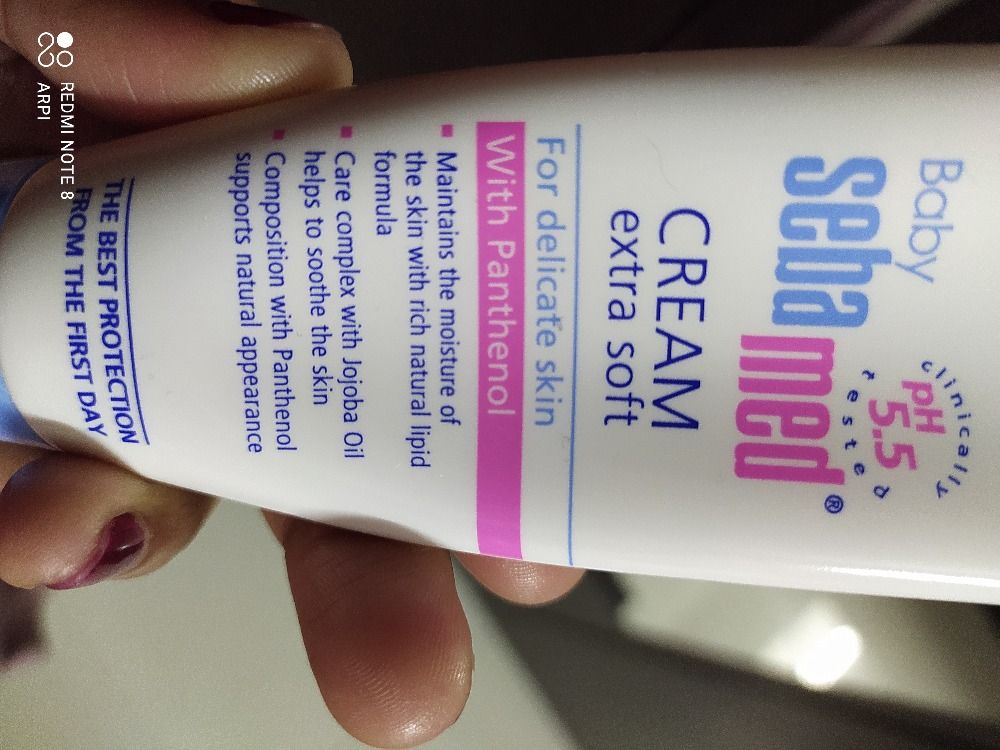 Baby
sebamed®
clinically
pH
5.5
tested
CREAM
extra soft
For delicate skin
With Panthenol
Maintains the moisture of
the skin with rich natural lipid
formula
Care complex with Jojoba Oil
helps to soothe the skin
Composition with Panthenol
supports natural appearance
THE BEST PROTECTION
FROM THE FIRST DAY
REDMI NOTE 8
ARPI